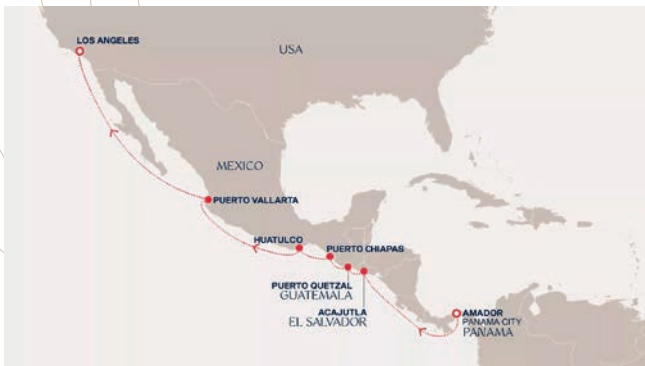 LOS ANGELES
USA
MEXICO
PUERTO VALLARTA
HUATULCO
PUERTO CHIAPAS
PUERTO QUETZAL
GUATEMALA
ACAJUTLA
EL SALVADOR
AMADOR
PANAMA CITY
PANAMA